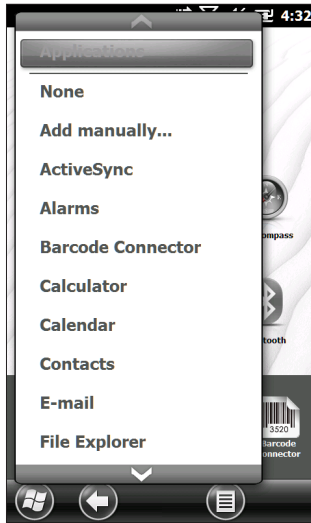 4:32
Applications
None
Add manually...
ActiveSync
Alarms
Barcode Connector
Calculator
Calendar
Contacts
E-mail
File Explorer
ompass
tooth
3520
Barcode
onnector